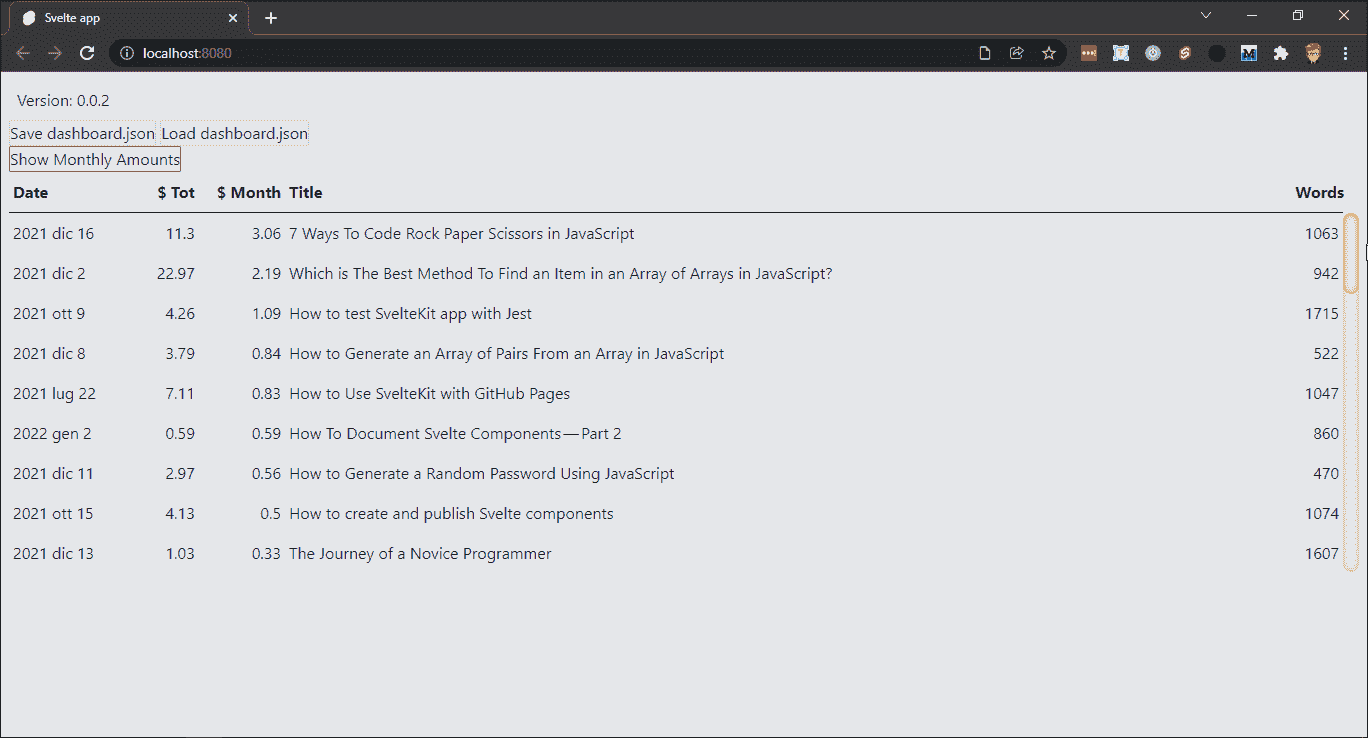 Svelte app
localhost:8080
Version: 0.0.2
Save dashboard.json Load dashboard.json
Show Monthly Amounts
Date $ Tot $ Month Title Words
2021 dic 16 11.3 3.06 7 Ways To Code Rock Paper Scissors in JavaScript 1063
2021 dic 2 22.97 2.19 Which is The Best Method To Find an Item in an Array of Arrays in JavaScript? 942
2021 ott 9 4.26 1.09 How to test SvelteKit app with Jest 1715
2021 dic 8 3.79 0.84 How to Generate an Array of Pairs From an Array in JavaScript 522
2021 lug 22 7.11 0.83 How to Use SvelteKit with GitHub Pages 1047
2022 gen 2 0.59 0.59 How To Document Svelte Components — Part 2 860
2021 dic 11 2.97 0.56 How to Generate a Random Password Using JavaScript 470
2021 ott 15 4.13 0.5 How to create and publish Svelte components 1074
2021 dic 13 1.03 0.33 The Journey of a Novice Programmer 1607